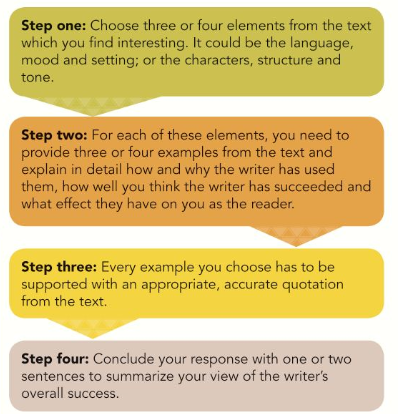 Step one: Choose three or four elements from the text
which you find interesting. It could be the language,
mood and setting; or the characters, structure and
tone.
Step two: For each of these elements, you need to
provide three or four examples from the text and
explain in detail how and why the writer has used
them, how well you think the writer has succeeded and
what effect they have on you as the reader.
Step three: Every example you choose has to be
supported with an appropriate, accurate quotation
from the text.
Step four: Conclude your response with one or two
sentences to summarize your view of the writer's
overall success.